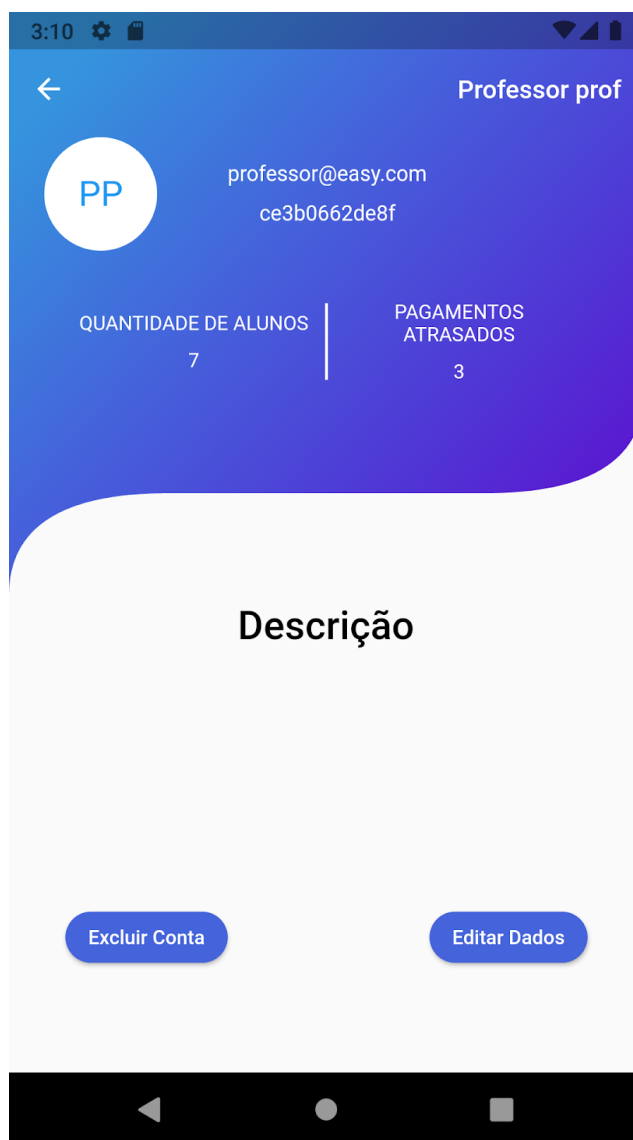 3:10
Professor prof
PP
professor@easy.com
ce3b0662de8f
QUANTIDADE DE ALUNOS
7
PAGAMENTOS
ATRASADOS
3
Descrição
Excluir Conta
Editar Dados